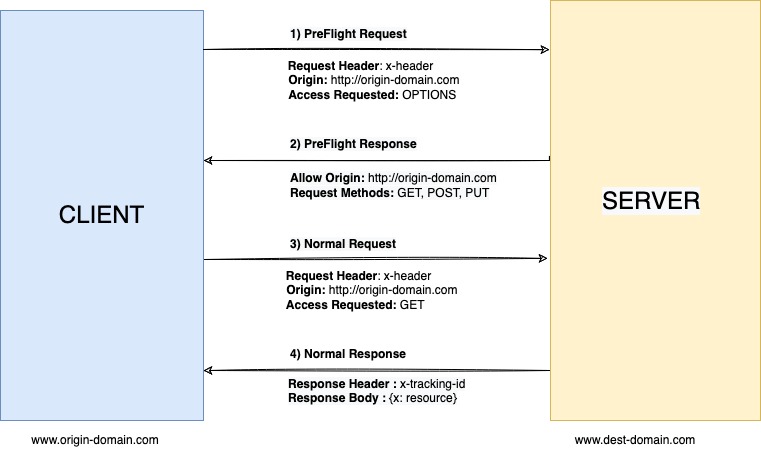 1) PreFlight Request
Request Header: x-header
Origin: http://origin-domain.com
Access Requested: OPTIONS
2) PreFlight Response
Allow Origin: http://origin-domain.com
Request Methods: GET, POST, PUT
CLIENT
SERVER
3) Normal Request
Request Header: x-header
Origin: http://origin-domain.com
Access Requested: GET
4) Normal Response
Response Header : x-tracking-id
Response Body : {x: resource}
www.origin-domain.com
www.dest-domain.com